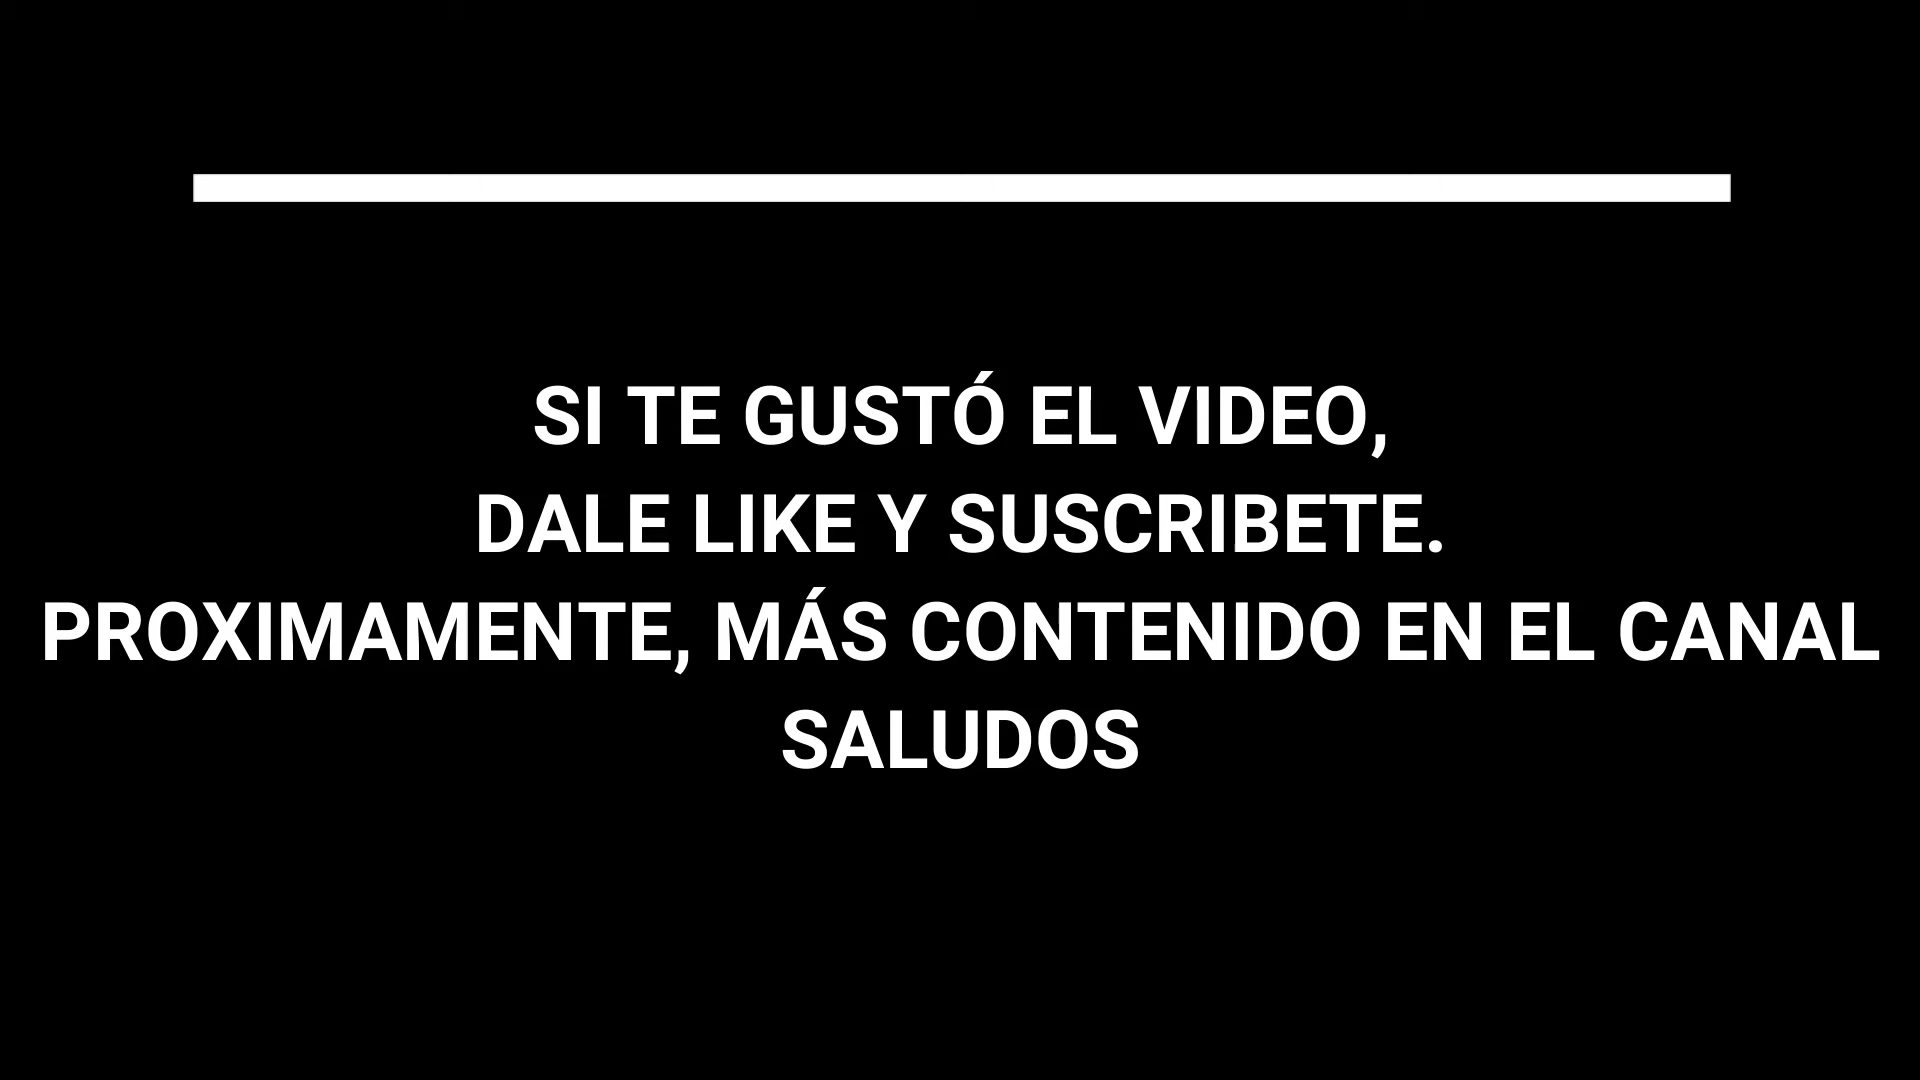 SI TE GUSTÓ EL VIDEO,
DALE LIKE Y SUSCRIBETE.
PROXIMAMENTE, MÁS CONTENIDO EN EL CANAL
SALUDOS